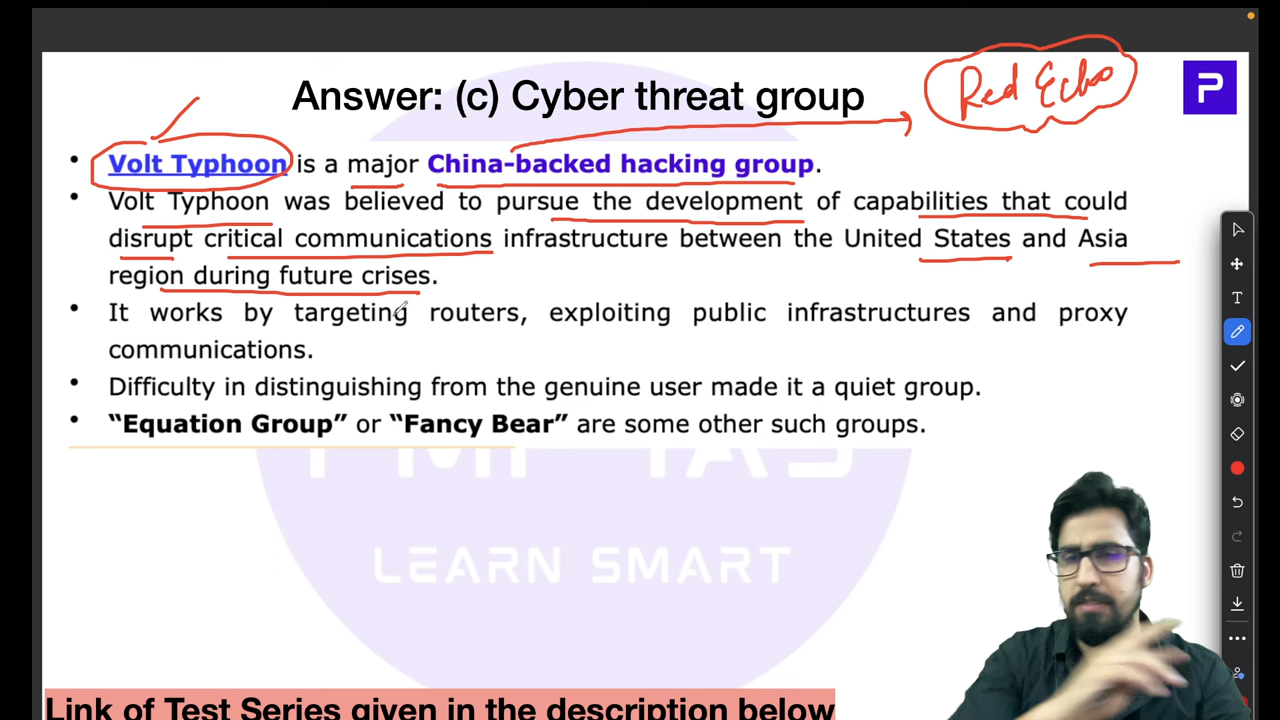 Red Echo
Answer: (c) Cyber threat group
P
• Volt Typhoon is a major China-backed hacking group.
• Volt Typhoon was believed to pursue the development of capabilities that could
disrupt critical communications infrastructure between the United States and Asia
region during future crises.
• It works by targeting routers, exploiting public infrastructures and proxy
communications.
• Difficulty in distinguishing from the genuine user made it a quiet group.
• “Equation Group” or “Fancy Bear” are some other such groups.
LEARN SMART
Link of Test Series given in the description below